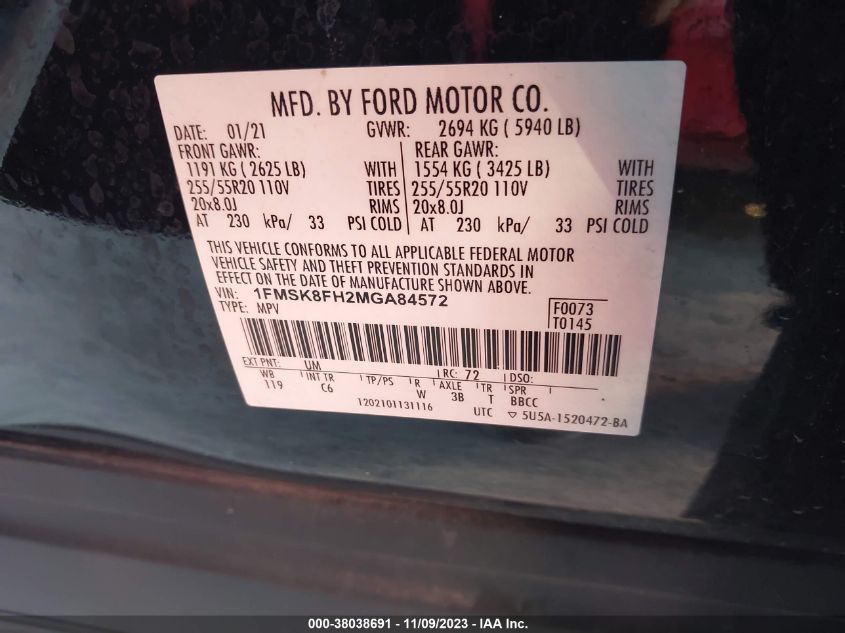 MFD. BY FORD MOTOR CO.
DATE: 01/21 GVWR: 2694 KG ( 5940 LB)
FRONT GAWR: REAR GAWR:
1191 KG ( 2625 LB) WITH 1554 KG ( 3425 LB) WITH
255/55R20 110V TIRES 255/55R20 110V TIRES
20x8.0J RIMS 20x8.0J RIMS
AT 230 kPa/ 33 PSI COLD AT 230 kPa/ 33 PSI COLD
THIS VEHICLE CONFORMS TO ALL APPLICABLE FEDERAL MOTOR
VEHICLE SAFETY AND THEFT PREVENTION STANDARDS IN
EFFECT ON THE DATE OF MANUFACTURE SHOWN ABOVE.
VIN: 1FMSK8FH2MGA84572 F0073
TYPE: MPV T0145
EXT PNT: UM RC: 72 DSO:
WB INT TR TP/PS R AXLE TR SPR
119 C6 W 3B T BBCC
1202101131116 UTC ▽ 5U5A-1520472-BA
000-38038691 - 11/09/2023 - IAA Inc.